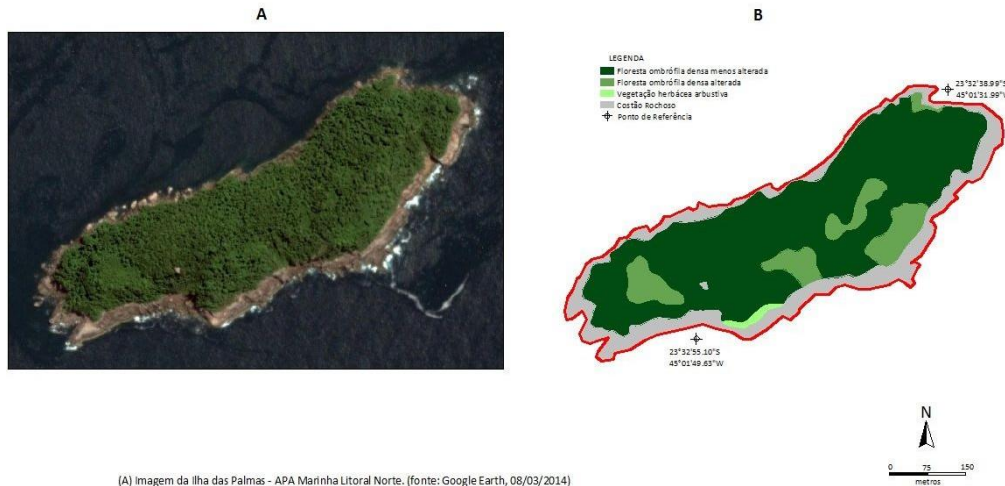 A
B
LEGENDA
Floresta ombrófila densa menos alterada
Floresta ombrófila densa alterada
Vegetação herbácea arbustiva
Costão Rochoso
Ponto de Referência
23°32'38.99"S
45°01'31.99"W
23°32'55.10"S
45°01'49.63"W
N
0 75 150
metros
(A) Imagem da Ilha das Palmas - APA Marinha Litoral Norte. (fonte: Google Earth, 08/03/2014)